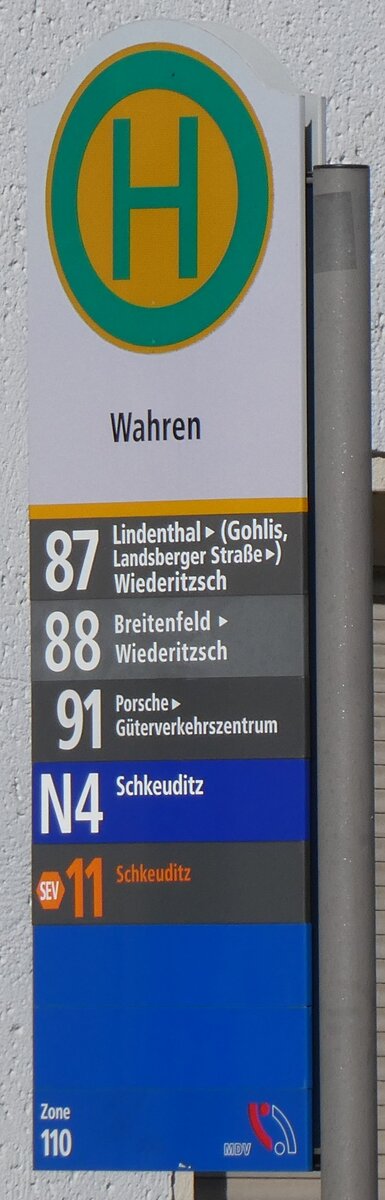 H
Wahren
87 Lindenthal ▸ (Gohlis,
Landsberger Straße ▸)
Wiederitzsch
88 Breitenfeld ▸
Wiederitzsch
91 Porsche ▸
Güterverkehrszentrum
N4 Schkeuditz
SEV 11 Schkeuditz
Zone
110
MDV